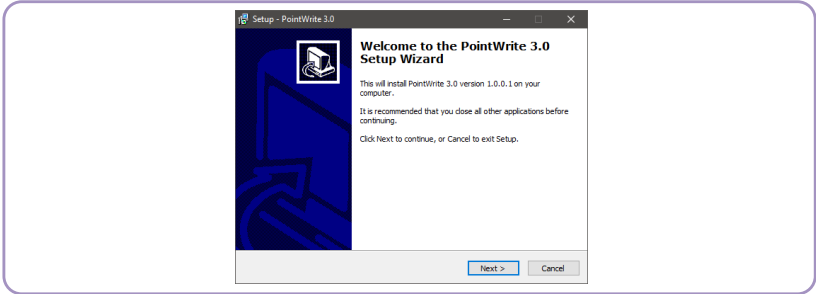 Setup - PointWrite 3.0
Welcome to the PointWrite 3.0
Setup Wizard
This will install PointWrite 3.0 version 1.0.0.1 on your
computer.
It is recommended that you close all other applications before
continuing.
Click Next to continue, or Cancel to exit Setup.
Next >
Cancel